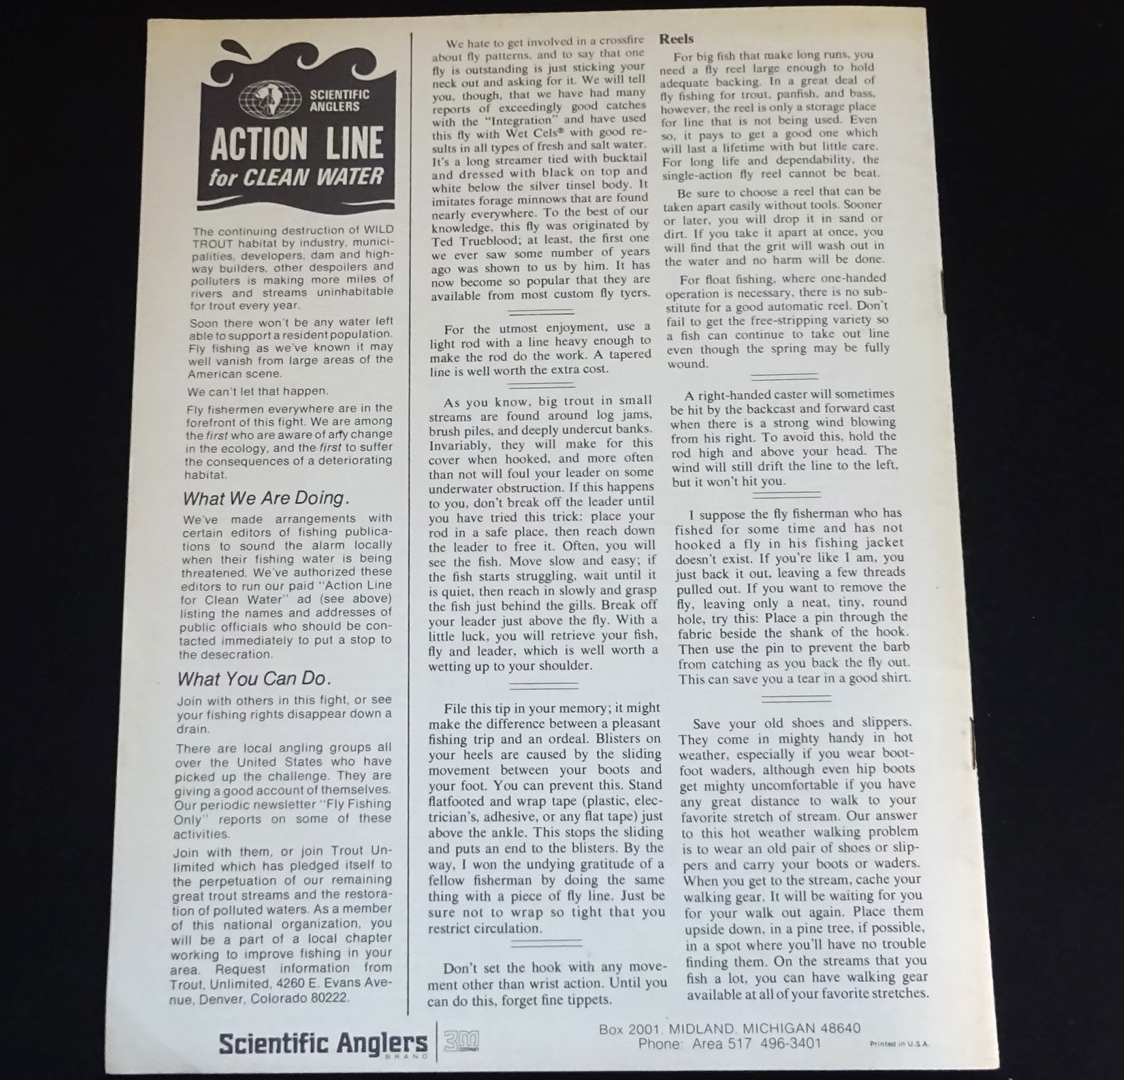 SCIENTIFIC
ANGLERS
ACTION LINE
for CLEAN WATER
The continuing destruction of WILD
TROUT habitat by industry, munici-
palities, developers, dam and high-
way builders, other despoilers and
polluters is making more miles of
rivers and streams uninhabitable
for trout every year.
Soon there won't be any water left
able to support a resident population.
Fly fishing as we've known it may
well vanish from large areas of the
American scene.
We can't let that happen.
Fly fishermen everywhere are in the
forefront of this fight. We are among
the first who are aware of any change
in the ecology, and the first to suffer
the consequences of a deteriorating
habitat.
What We Are Doing.
We've made arrangements with
certain editors of fishing publica-
tions to sound the alarm locally
when their fishing water is being
threatened. We've authorized these
editors to run our paid "Action Line
for Clean Water" ad (see above)
listing the names and addresses of
public officials who should be con-
tacted immediately to put a stop to
the desecration.
What You Can Do.
Join with others in this fight, or see
your fishing rights disappear down a
drain.
There are local angling groups all
over the United States who have
picked up the challenge. They are
giving a good account of themselves.
Our periodic newsletter "Fly Fishing
Only" reports on some of these
activities.
Join with them, or join Trout Un-
limited which has pledged itself to
the perpetuation of our remaining
great trout streams and the restora-
tion of polluted waters. As a member
of this national organization, you
will be a part of a local chapter
working to improve fishing in your
area. Request information from
Trout, Unlimited, 4260 E. Evans Ave-
nue, Denver, Colorado 80222.
We hate to get involved in a crossfire
about fly patterns, and to say that one
fly is outstanding is just sticking your
neck out and asking for it. We will tell
you, though, that we have had many
reports of exceedingly good catches
with the "Integration" and have used
this fly with Wet Cels® with good re-
sults in all types of fresh and salt water.
It's a long streamer tied with bucktail
and dressed with black on top and
white below the silver tinsel body. It
imitates forage minnows that are found
nearly everywhere. To the best of our
knowledge, this fly was originated by
Ted Trueblood; at least, the first one
we ever saw some number of years
ago was shown to us by him. It has
now become so popular that they are
available from most custom fly tyers.
For the utmost enjoyment, use a
light rod with a line heavy enough to
make the rod do the work. A tapered
line is well worth the extra cost.
As you know, big trout in small
streams are found around log jams,
brush piles, and deeply undercut banks.
Invariably, they will make for this
cover when hooked, and more often
than not will foul your leader on some
underwater obstruction. If this happens
to you, don't break off the leader until
you have tried this trick: place your
rod in a safe place, then reach down
the leader to free it. Often, you will
see the fish. Move slow and easy; if
the fish starts struggling, wait until it
is quiet, then reach in slowly and grasp
the fish just behind the gills. Break off
your leader just above the fly. With a
little luck, you will retrieve your fish,
fly and leader, which is well worth a
wetting up to your shoulder.
File this tip in your memory; it might
make the difference between a pleasant
fishing trip and an ordeal. Blisters on
your heels are caused by the sliding
movement between your boots and
your foot. You can prevent this. Stand
flatfooted and wrap tape (plastic, elec-
trician's, adhesive, or any flat tape) just
above the ankle. This stops the sliding
and puts an end to the blisters. By the
way, I won the undying gratitude of a
fellow fisherman by doing the same
thing with a piece of fly line. Just be
sure not to wrap so tight that you
restrict circulation.
Don't set the hook with any move-
ment other than wrist action. Until you
can do this, forget fine tippets.
Reels
For big fish that make long runs, you
need a fly reel large enough to hold
adequate backing. In a great deal of
fly fishing for trout, panfish, and bass,
however, the reel is only a storage place
for line that is not being used. Even
so, it pays to get a good one which
will last a lifetime with but little care.
For long life and dependability, the
single-action fly reel cannot be beat.
Be sure to choose a reel that can be
taken apart easily without tools. Sooner
or later, you will drop it in sand or
dirt. If you take it apart at once, you
will find that the grit will wash out in
the water and no harm will be done.
For float fishing, where one-handed
operation is necessary, there is no sub-
stitute for a good automatic reel. Don't
fail to get the free-stripping variety so
a fish can continue to take out line
even though the spring may be fully
wound.
A right-handed caster will sometimes
be hit by the backcast and forward cast
when there is a strong wind blowing
from his right. To avoid this, hold the
rod high and above your head. The
wind will still drift the line to the left,
but it won't hit you.
I suppose the fly fisherman who has
fished for some time and has not
hooked a fly in his fishing jacket
doesn't exist. If you're like I am, you
just back it out, leaving a few threads
pulled out. If you want to remove the
fly, leaving only a neat, tiny, round
hole, try this: Place a pin through the
fabric beside the shank of the hook.
Then use the pin to prevent the barb
from catching as you back the fly out.
This can save you a tear in a good shirt.
Save your old shoes and slippers.
They come in mighty handy in hot
weather, especially if you wear boot-
foot waders, although even hip boots
get mighty uncomfortable if you have
any great distance to walk to your
favorite stretch of stream. Our answer
to this hot weather walking problem
is to wear an old pair of shoes or slip-
pers and carry your boots or waders.
When you get to the stream, cache your
walking gear. It will be waiting for you
for your walk out again. Place them
upside down, in a pine tree, if possible,
in a spot where you'll have no trouble
finding them. On the streams that you
fish a lot, you can have walking gear
available at all of your favorite stretches.
Scientific Anglers
BRAND
3M
Box 2001, MIDLAND, MICHIGAN 48640
Phone: Area 517 496-3401
Printed in U.S.A.